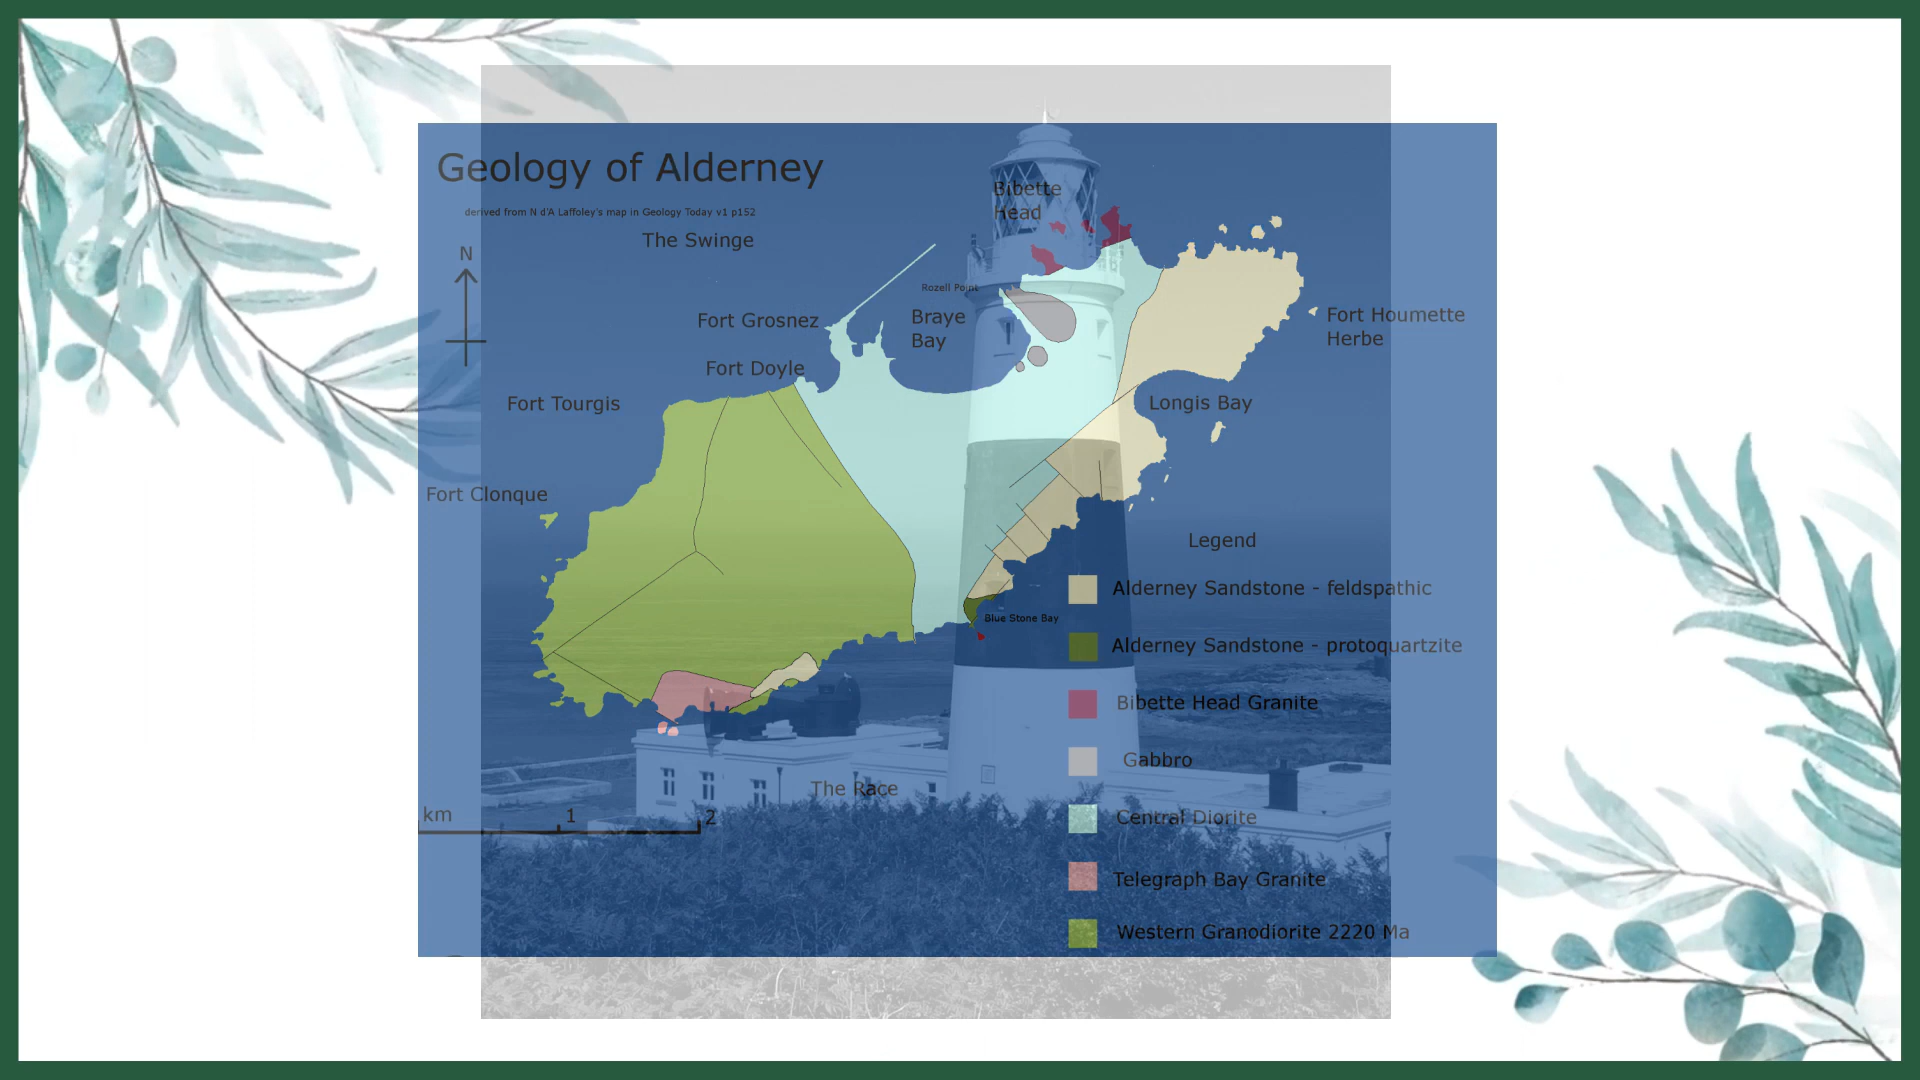 Geology of Alderney
derived from N d'A Laffoley's map in Geology Today v1 p152
The Swinge
N
Bibette
Head
Rozell Point
Fort Grosnez
Braye
Bay
Fort Houmette
Herbe
Fort Doyle
Fort Tourgis
Longis Bay
Fort Clonque
Legend
Alderney Sandstone - feldspathic
Blue Stone Bay
Alderney Sandstone - protoquartzite
Bibette Head Granite
Gabbro
The Race
km 1 2
Central Diorite
Telegraph Bay Granite
Western Granodiorite 2220 Ma